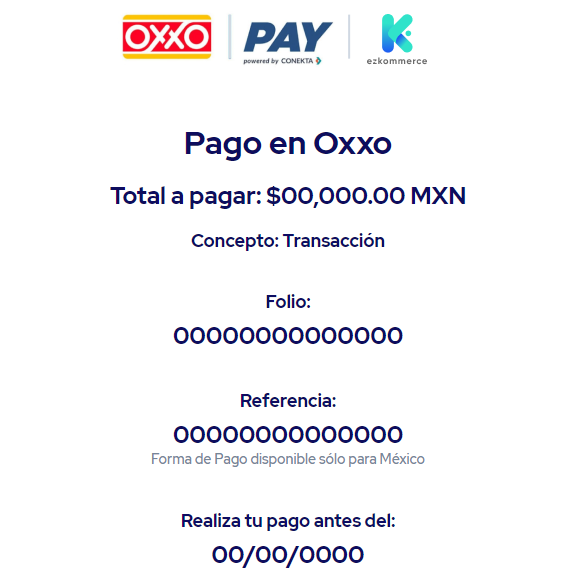 OXXO PAY
powered by CONEKTA
ezkommerce
Pago en Oxxo
Total a pagar: $00,000.00 MXN
Concepto: Transacción
Folio:
00000000000000
Referencia:
00000000000000
Forma de Pago disponible sólo para México
Realiza tu pago antes del:
00/00/0000